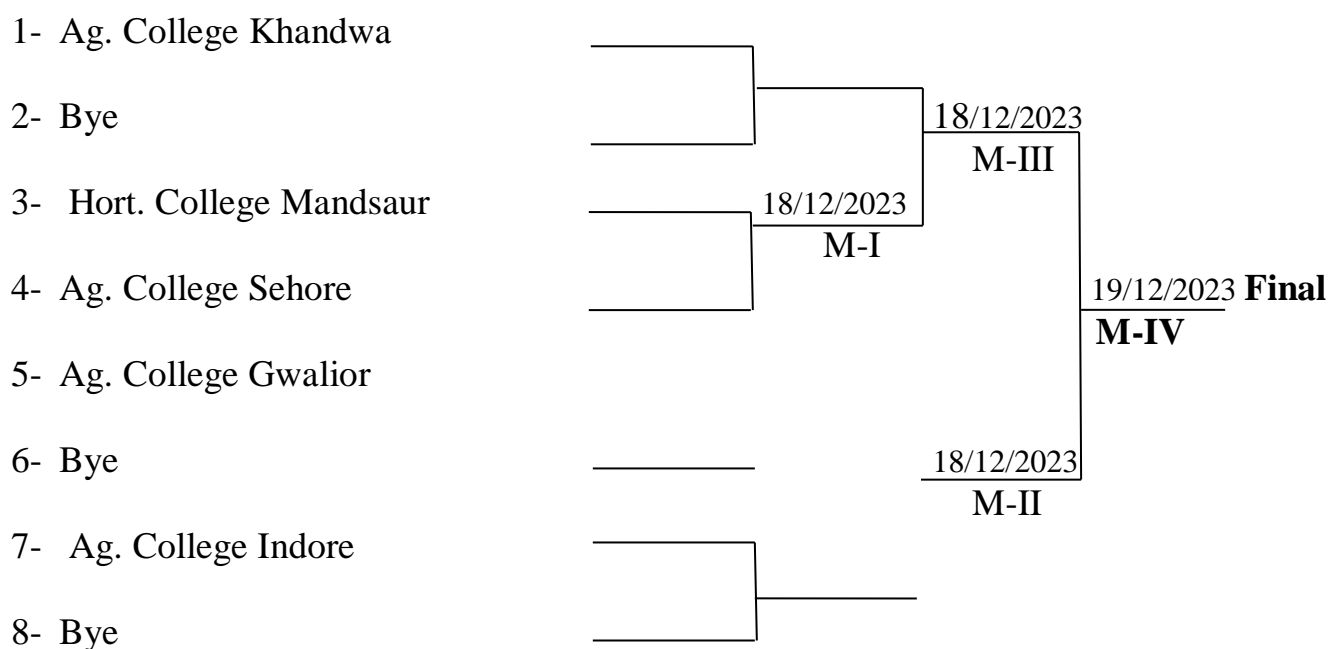 1- Ag. College Khandwa
2- Bye
18/12/2023
M-III
3- Hort. College Mandsaur
18/12/2023
M-I
4- Ag. College Sehore
19/12/2023 Final
M-IV
5- Ag. College Gwalior
6- Bye
18/12/2023
M-II
7- Ag. College Indore
8- Bye